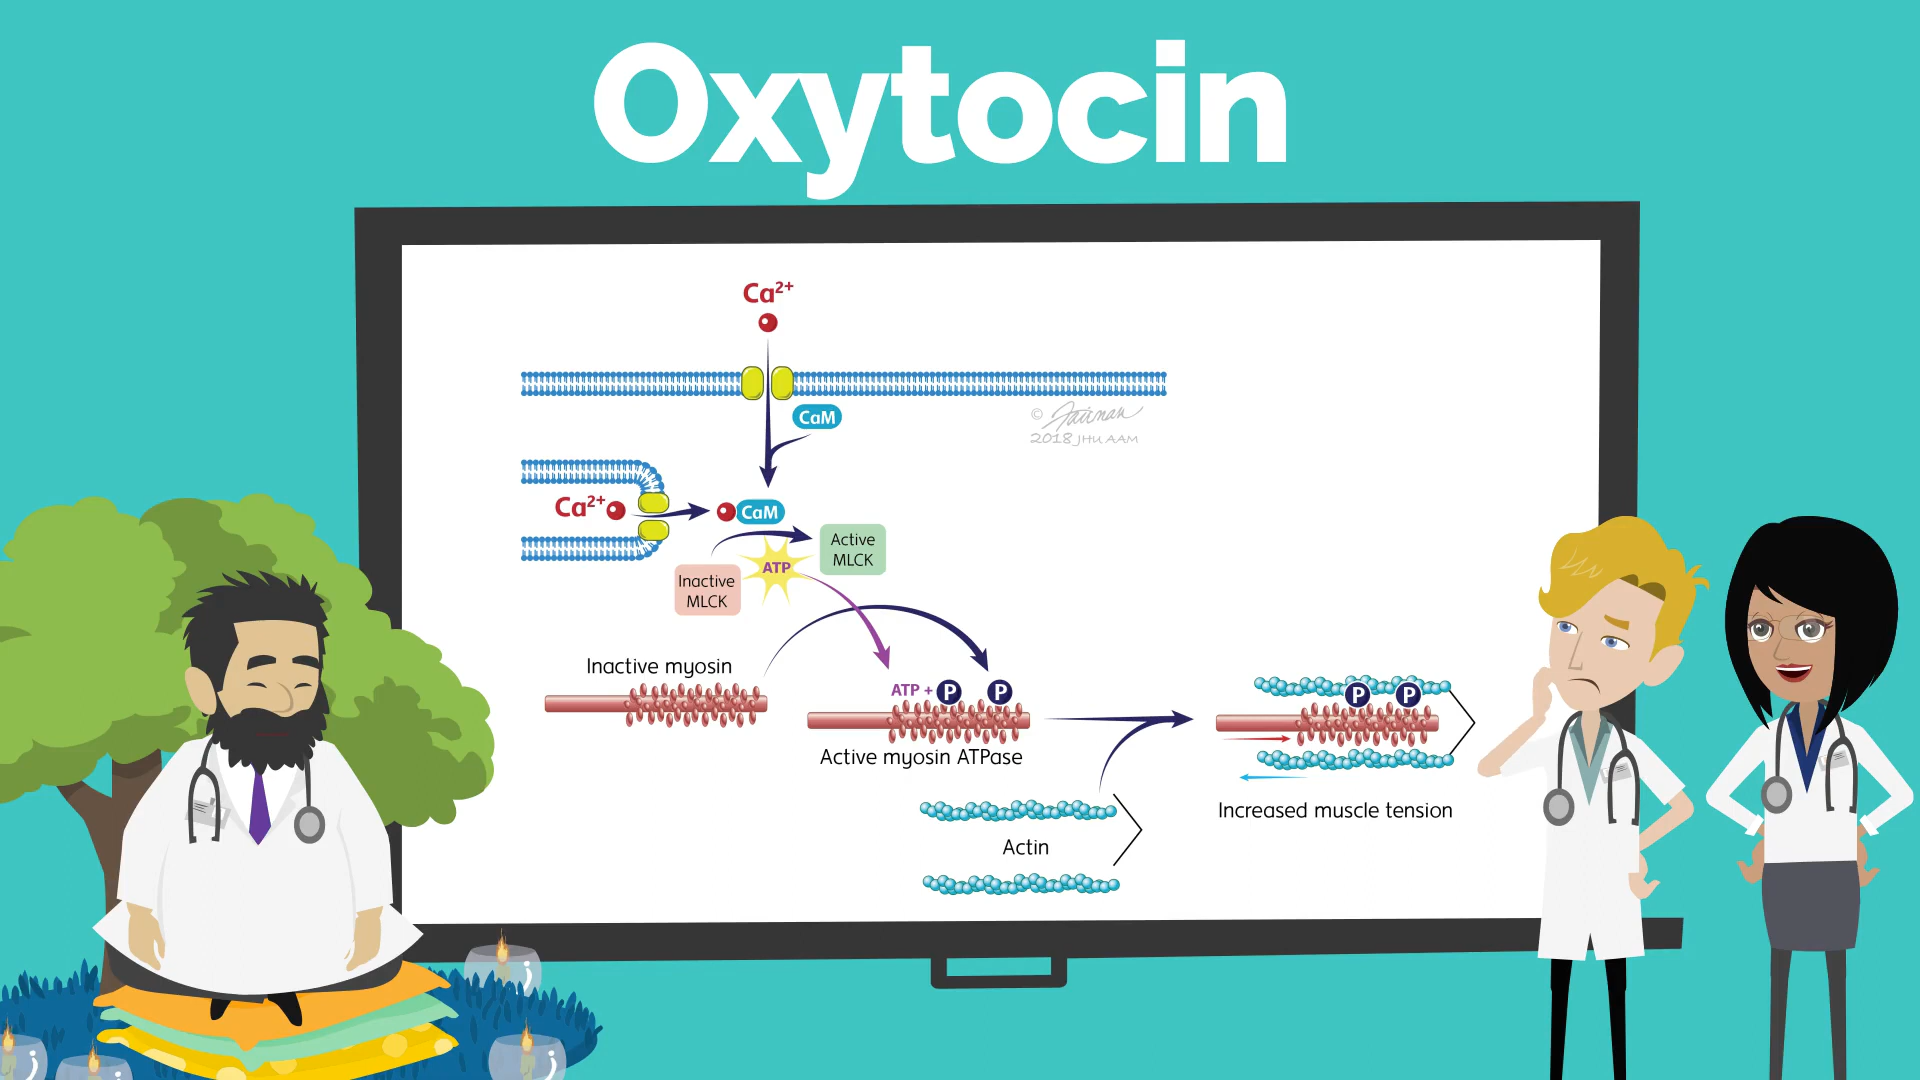 Oxytocin
Ca²⁺
CaM
©
2018 JHU AAM
Ca²⁺
CaM
Active
MLCK
ATP
Inactive
MLCK
Inactive myosin
ATP + P
P
Active myosin ATPase
P
P
Increased muscle tension
Actin